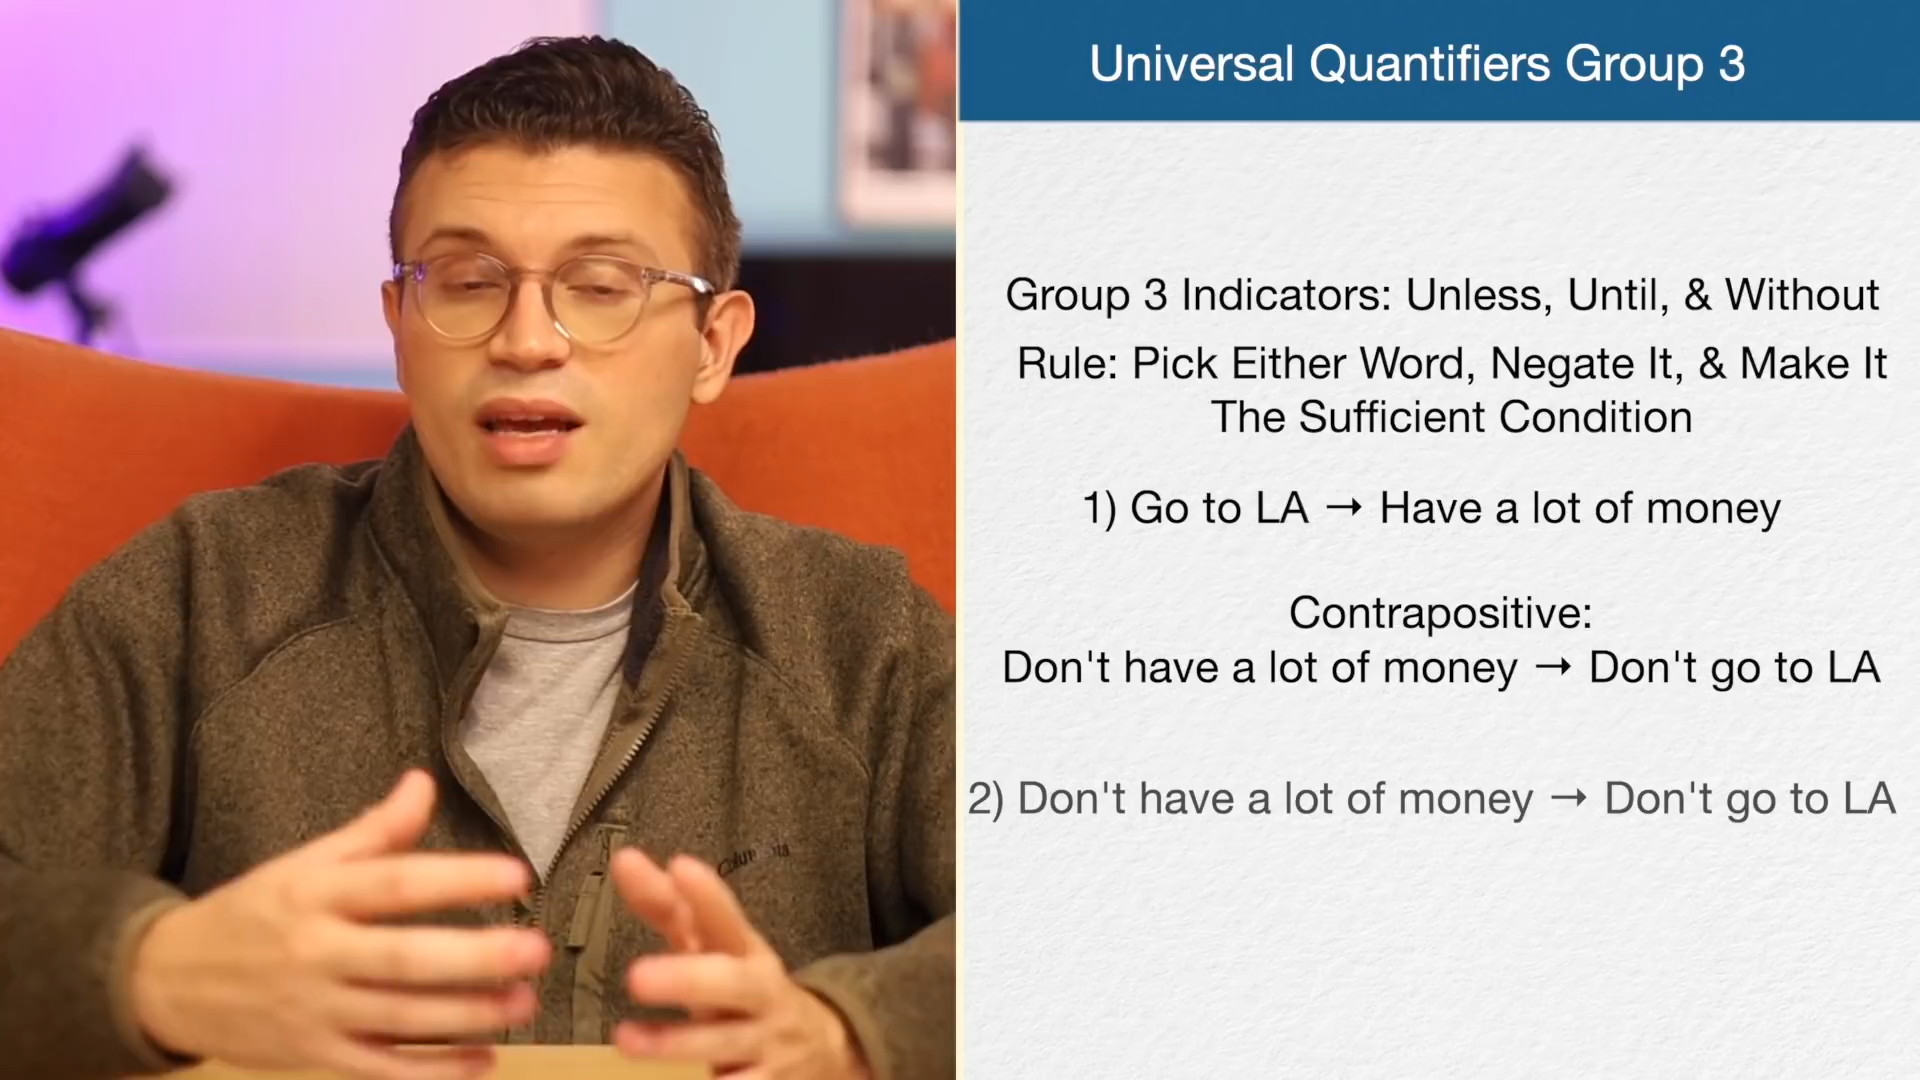 Universal Quantifiers Group 3
Group 3 Indicators: Unless, Until, & Without
Rule: Pick Either Word, Negate It, & Make It
The Sufficient Condition
1) Go to LA → Have a lot of money
Contrapositive:
Don't have a lot of money → Don't go to LA
2) Don't have a lot of money → Don't go to LA
Columbia